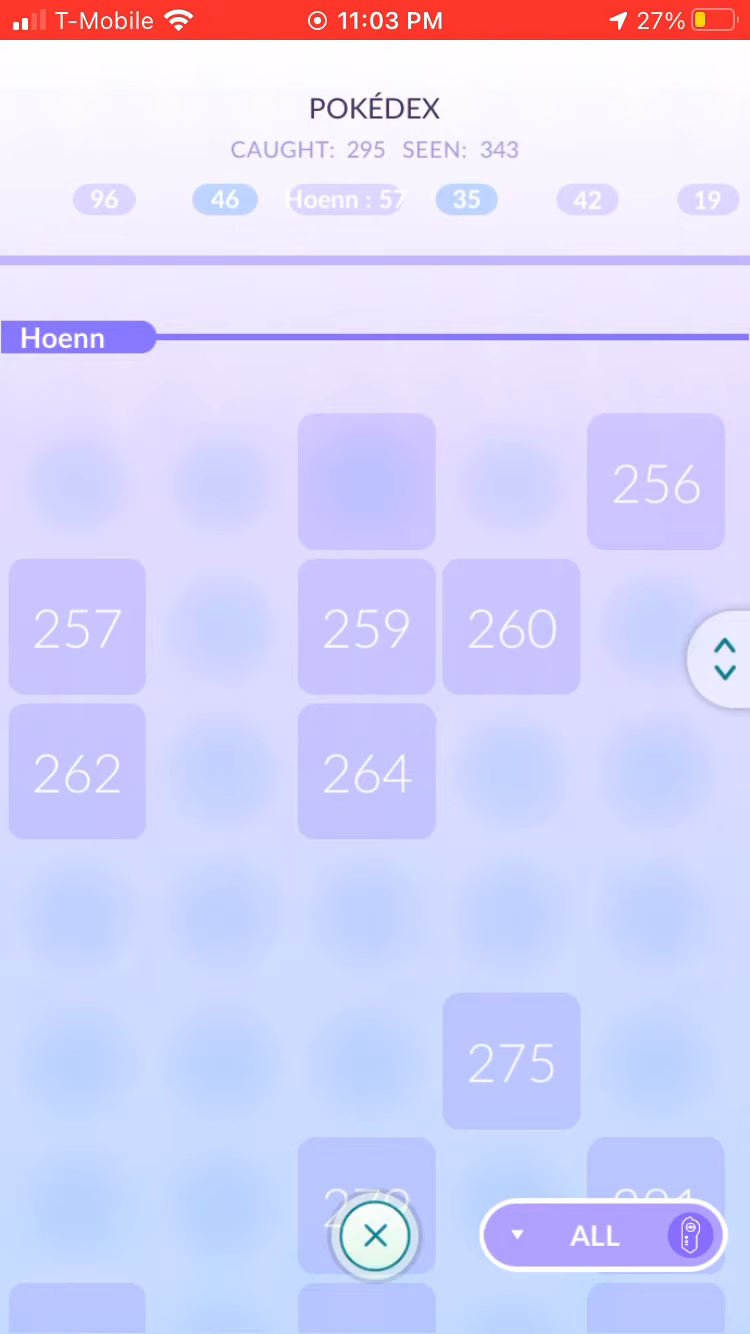 T-Mobile 11:03 PM 27%
POKÉDEX
CAUGHT: 295 SEEN: 343
96 46 Hoenn : 57 35 42 19
Hoenn
256
257 259 260
262 264
275
ALL